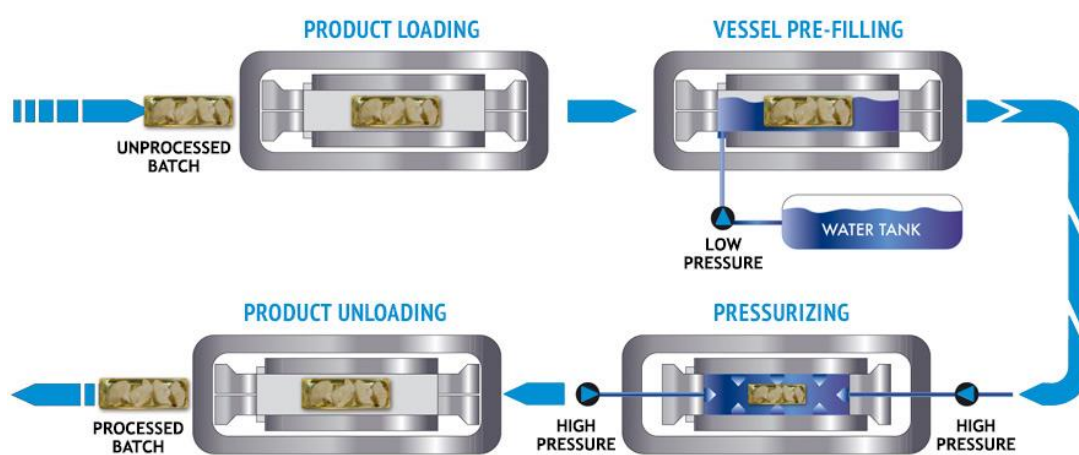 PRODUCT LOADING
VESSEL PRE-FILLING
UNPROCESSED
BATCH
WATER TANK
LOW
PRESSURE
PRODUCT UNLOADING
PRESSURIZING
PROCESSED
BATCH
HIGH
PRESSURE
HIGH
PRESSURE